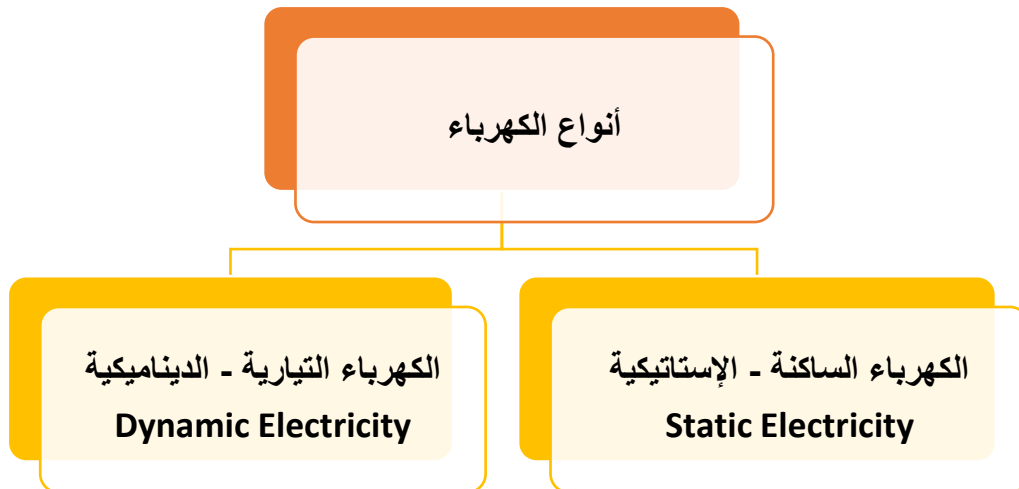 أنواع الكهرباء
الكهرباء الساكنة - الإستاتيكية
Static Electricity
الكهرباء التيارية - الديناميكية
Dynamic Electricity